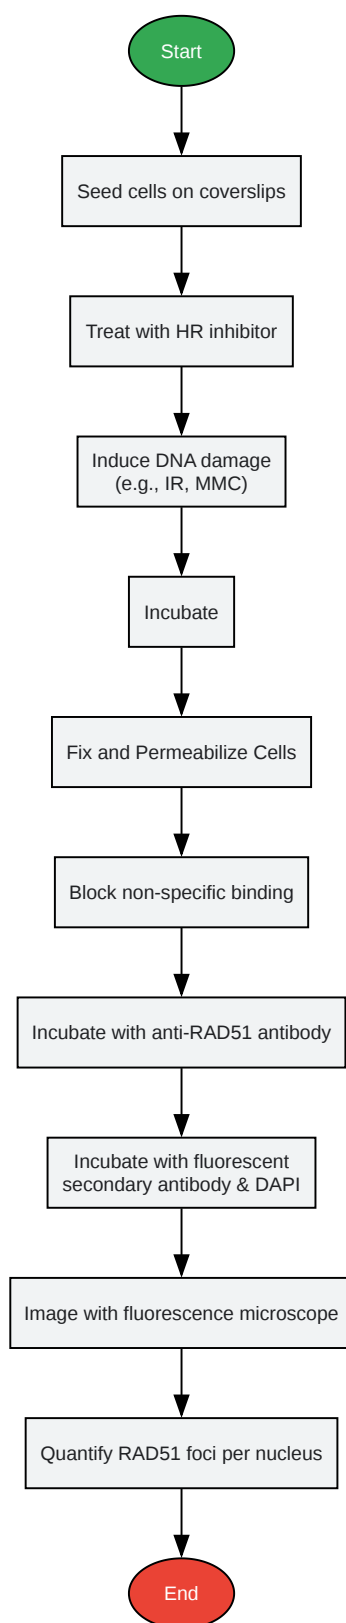 Start
Seed cells on coverslips
Treat with HR inhibitor
Induce DNA damage
(e.g., IR, MMC)
Incubate
Fix and Permeabilize Cells
Block non-specific binding
Incubate with anti-RAD51 antibody
Incubate with fluorescent
secondary antibody & DAPI
Image with fluorescence microscope
Quantify RAD51 foci per nucleus
End